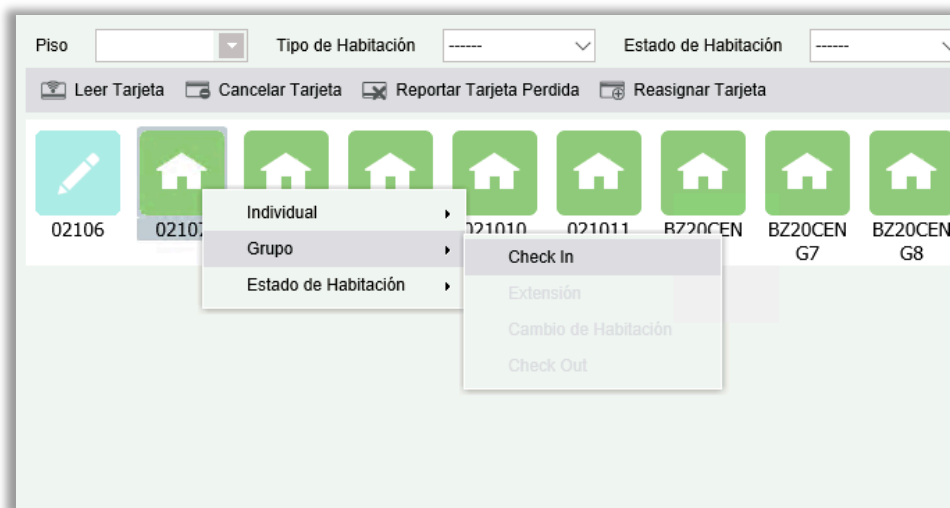 Piso
Tipo de Habitación ------
Estado de Habitación ------
Leer Tarjeta
Cancelar Tarjeta
Reportar Tarjeta Perdida
Reasignar Tarjeta
02106
02107
021010
021011
BZ20CEN
BZ20CEN
G7
BZ20CEN
G8
Individual
Grupo
Estado de Habitación
Check In
Extensión
Cambio de Habitación
Check Out